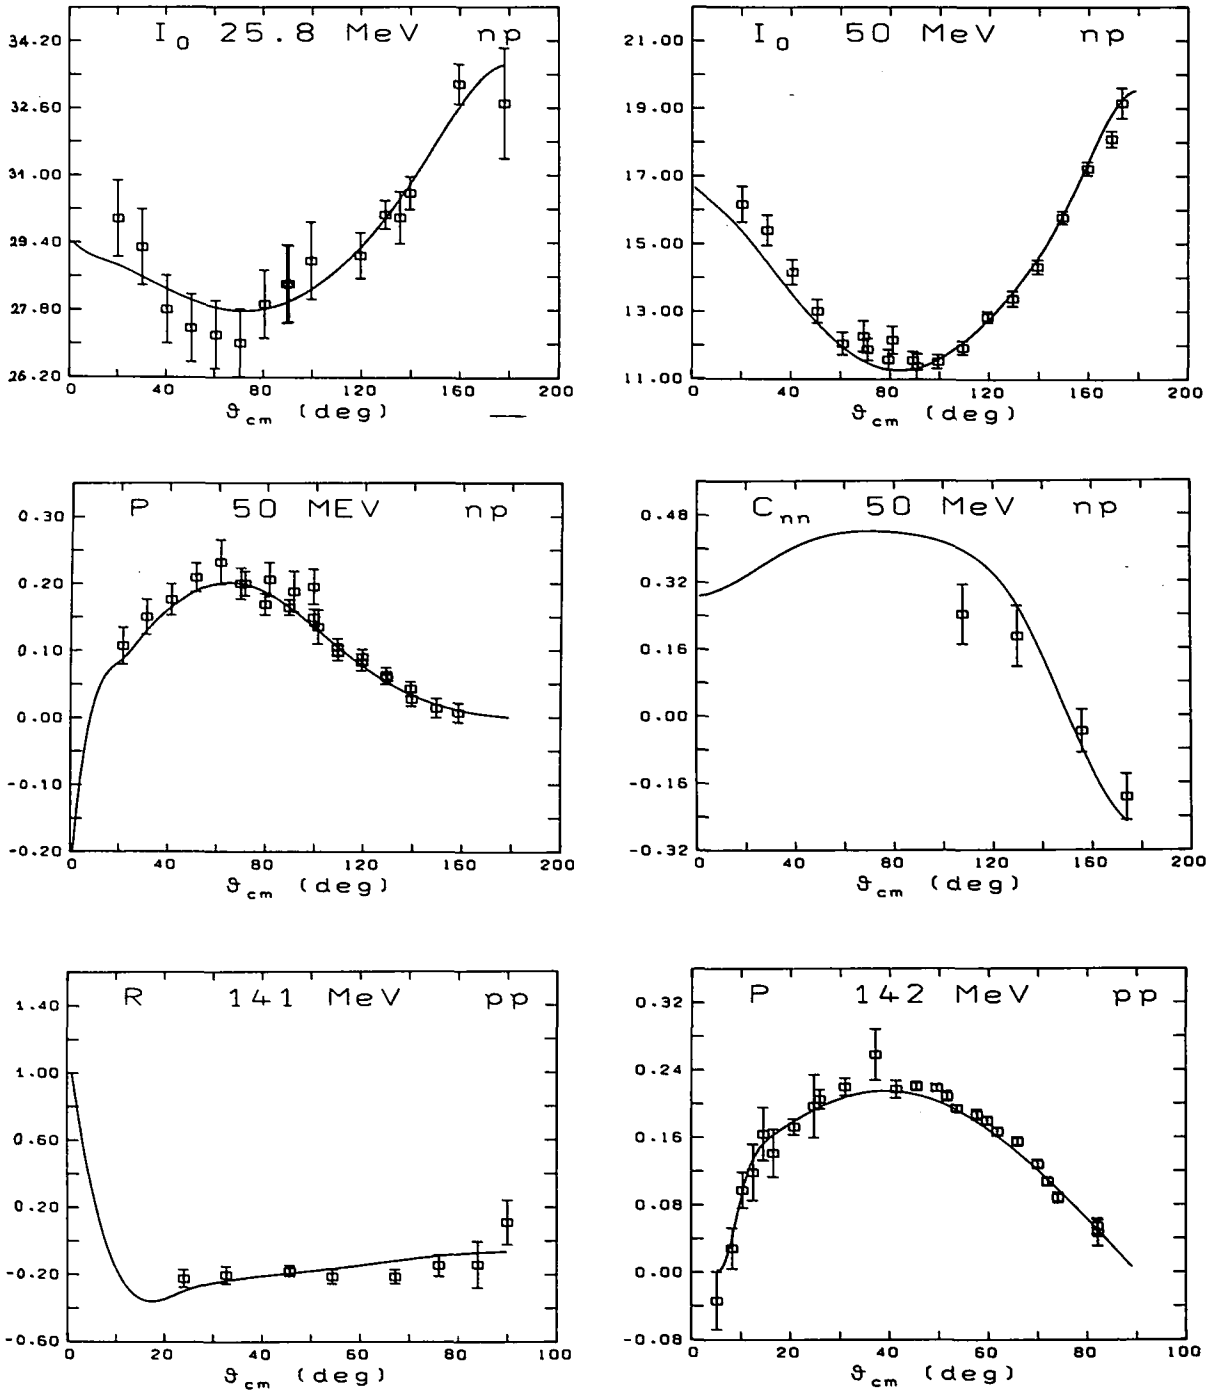 I₀ 25.8 MeV np
34.20
32.60
31.00
29.40
27.80
26.20
0 40 80 120 160 200
ϑcm (deg)
I₀ 50 MeV np
21.00
19.00
17.00
15.00
13.00
11.00
0 40 80 120 160 200
ϑcm (deg)
P 50 MEV np
0.30
0.20
0.10
0.00
-0.10
-0.20
0 40 80 120 160 200
ϑcm (deg)
Cnn 50 MeV np
0.48
0.32
0.16
0.00
-0.16
-0.32
0 40 80 120 160 200
ϑcm (deg)
R 141 MeV pp
1.40
1.00
0.60
0.20
-0.20
-0.60
0 20 40 60 80 100
ϑcm (deg)
P 142 MeV pp
0.32
0.24
0.16
0.08
0.00
-0.08
0 20 40 60 80 100
ϑcm (deg)